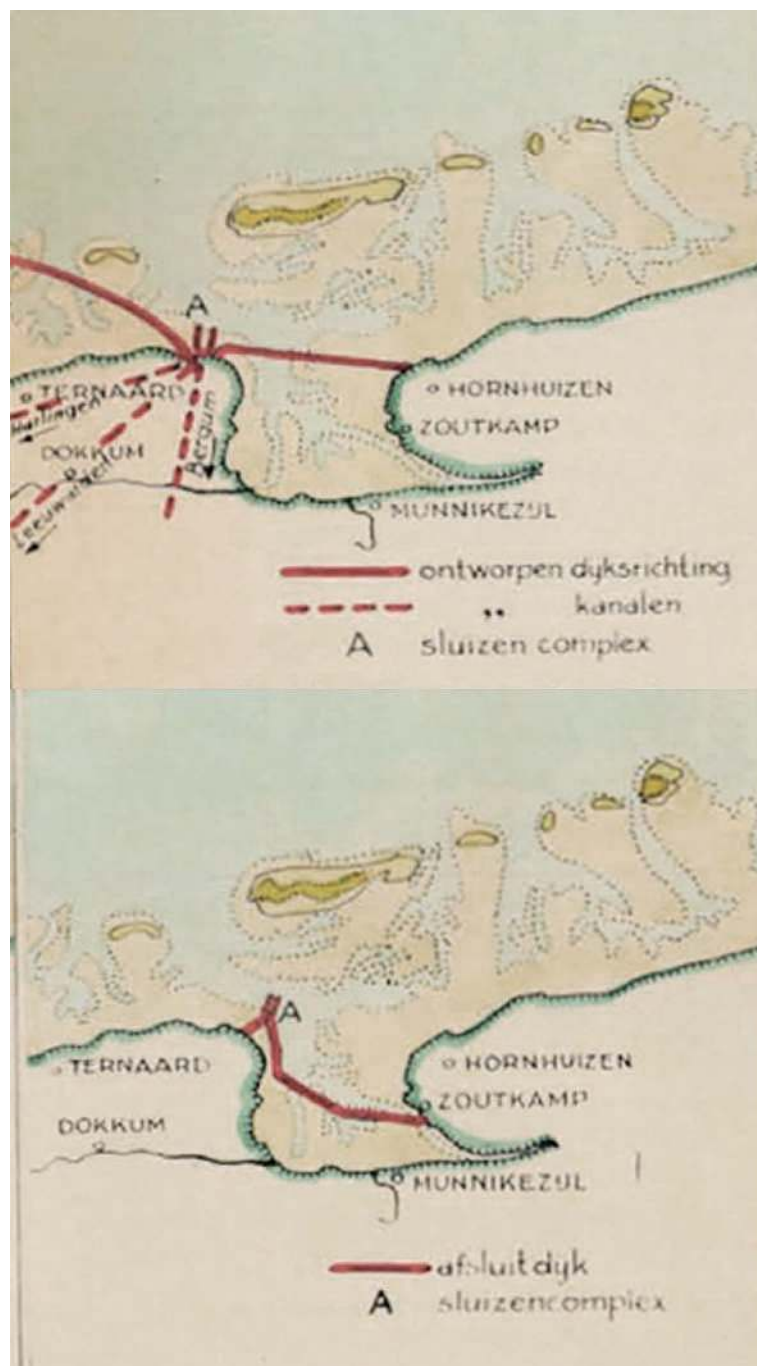 A
TERNAARD
HORNHUIZEN
Harlingen
ZOUTKAMP
Bergum
DOKKUM
Leeuwarden
MUNNIKEZIJL
ontworpen dyksrichting
,, kanalen
A sluizen complex
A
TERNAARD
HORNHUIZEN
ZOUTKAMP
DOKKUM
MUNNIKEZIJL
afsluitdyk
A sluizencomplex